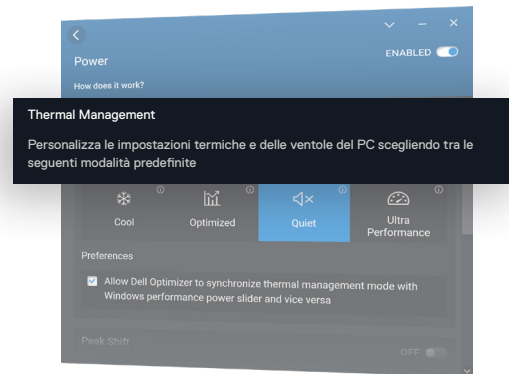 ENABLED
Power
How does it work?
Thermal Management
Personalizza le impostazioni termiche e delle ventole del PC scegliendo tra le
seguenti modalità predefinite
Cool
Optimized
Quiet
Ultra
Performance
Preferences
Allow Dell Optimizer to synchronize thermal management mode with
Windows performance power slider and vice versa
Peak Shift
OFF